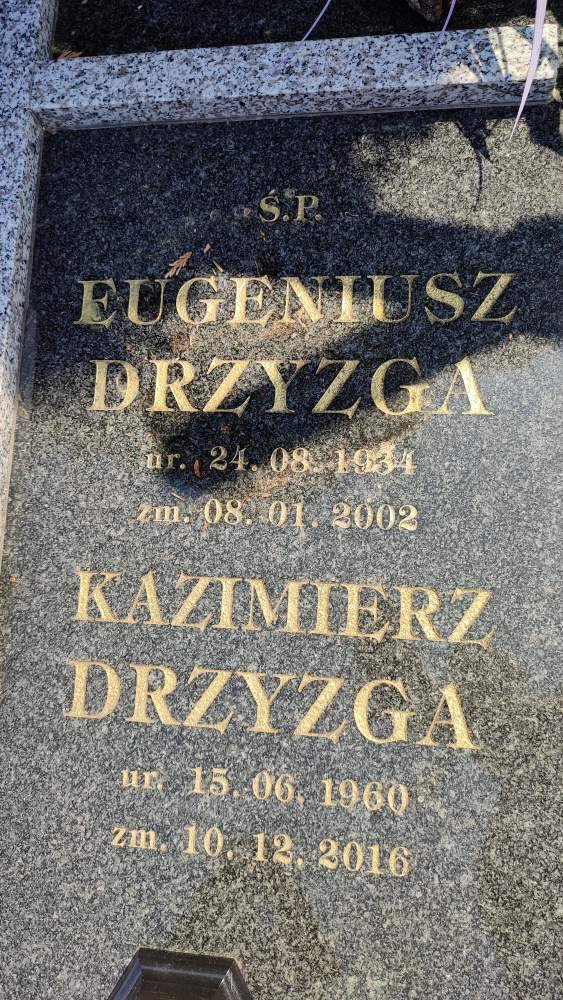 Ś.P.
EUGENIUSZ
DRZYZGA
ur. 24. 08. 1934
zm. 08. 01. 2002
KAZIMIERZ
DRZYZGA
ur. 15. 06. 1960
zm. 10. 12. 2016